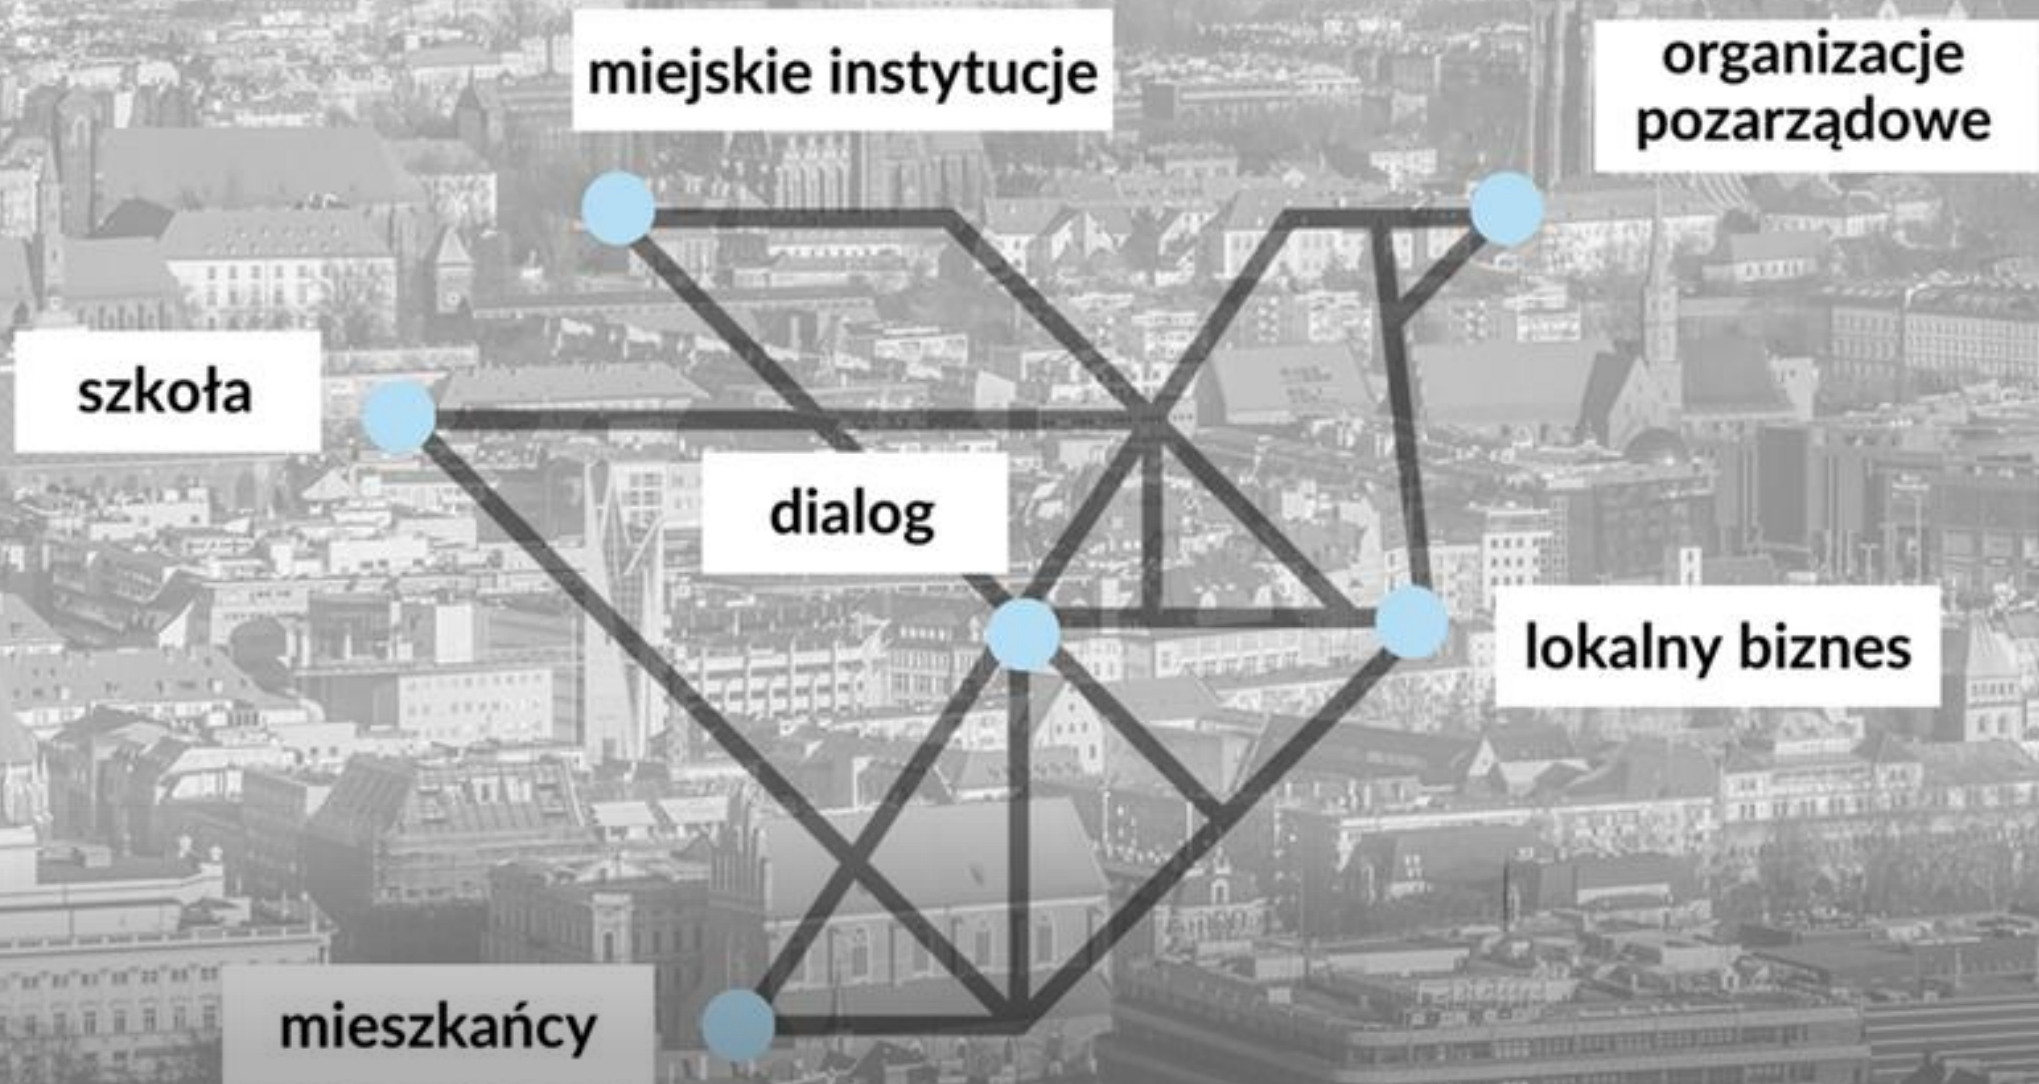 miejskie instytucje
organizacje
pozarządowe
szkoła
dialog
lokalny biznes
mieszkańcy